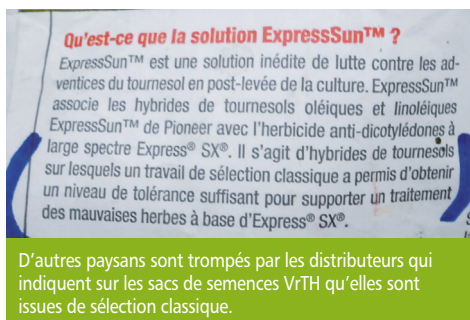 Qu'est-ce que la solution ExpressSun™ ?
ExpressSun™ est une solution inédite de lutte contre les ad-
ventices du tournesol en post-levée de la culture. ExpressSun™
associe les hybrides de tournesols oléiques et linoléiques
ExpressSun™ de Pioneer avec l'herbicide anti-dicotylédones à
large spectre Express® SX®. Il s'agit d'hybrides de tournesols
sur lesquels un travail de sélection classique a permis d'obtenir
un niveau de tolérance suffisant pour supporter un traitement
des mauvaises herbes à base d'Express® SX®.
D'autres paysans sont trompés par les distributeurs qui
indiquent sur les sacs de semences VrTH qu'elles sont
issues de sélection classique.